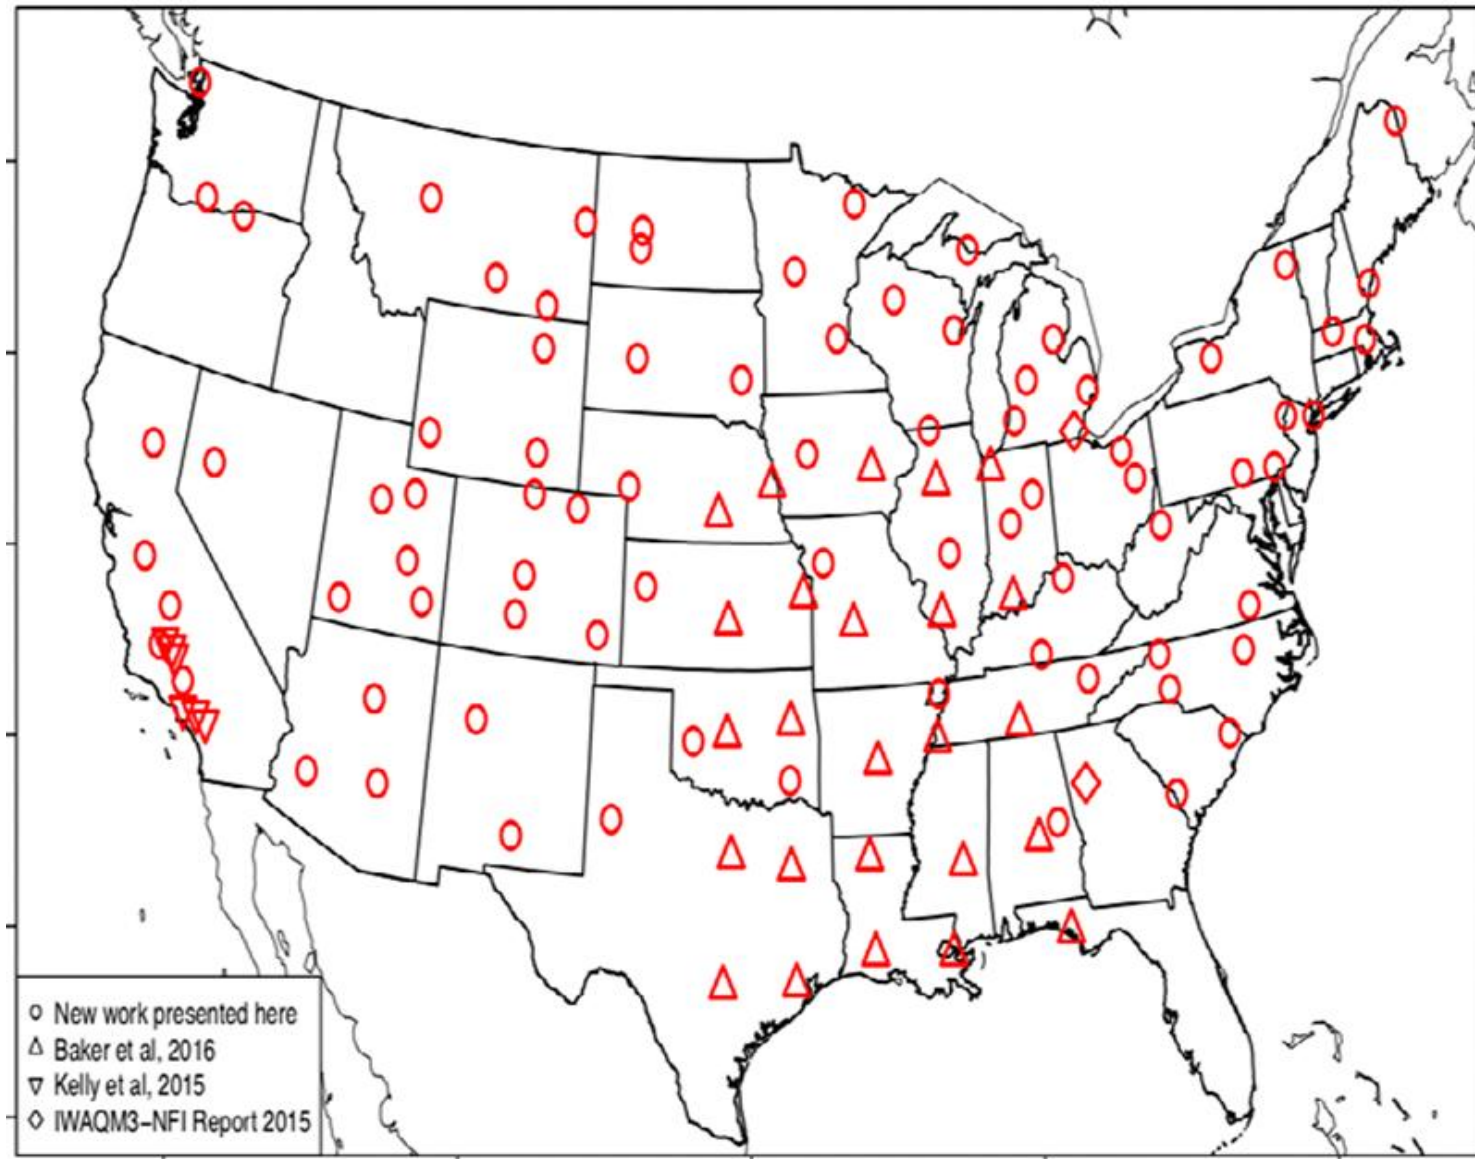 New work presented here
Baker et al, 2016
Kelly et al, 2015
IWAQM3-NFI Report 2015